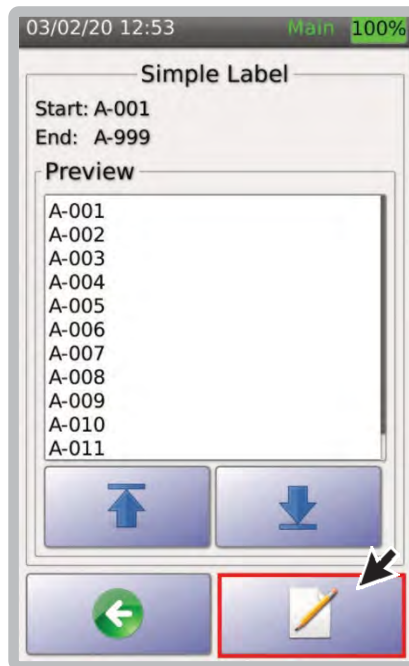 03/02/20 12:53 Main 100%
Simple Label
Start: A-001
End: A-999
Preview
A-001
A-002
A-003
A-004
A-005
A-006
A-007
A-008
A-009
A-010
A-011